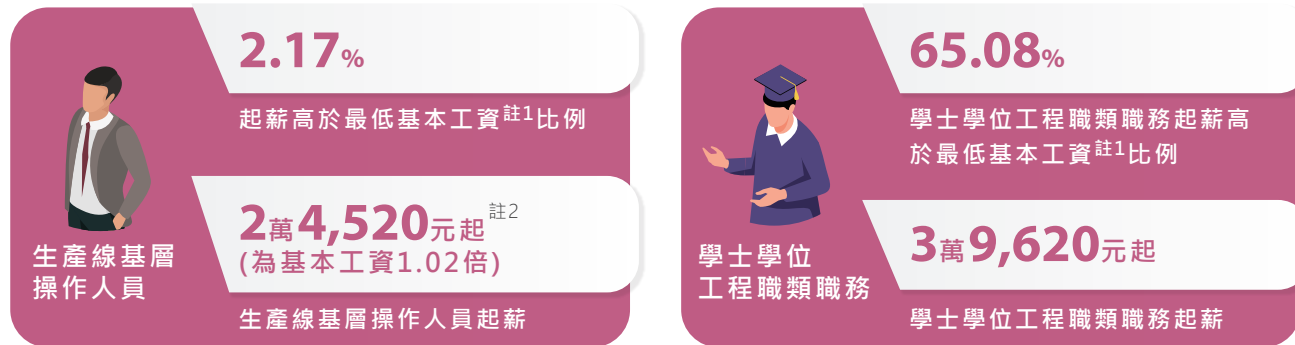 2.17%
起薪高於最低基本工資註1比例
2萬4,520元起註2
(為基本工資1.02倍)
生產線基層
操作人員
生產線基層操作人員起薪
65.08%
學士學位工程職類職務起薪高
於最低基本工資註1比例
3萬9,620元起
學士學位
工程職類職務
學士學位工程職類職務起薪